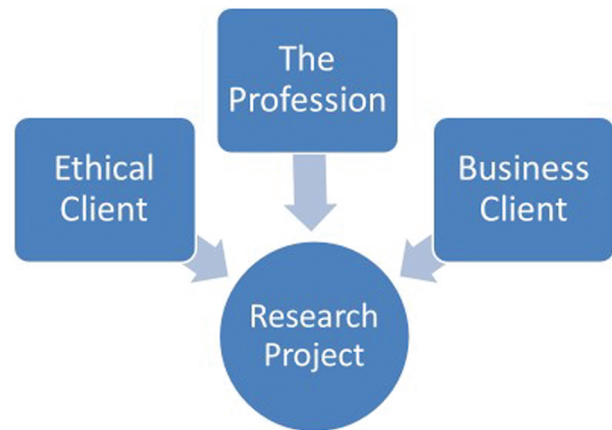 The
Profession
Ethical
Client
Business
Client
Research
Project